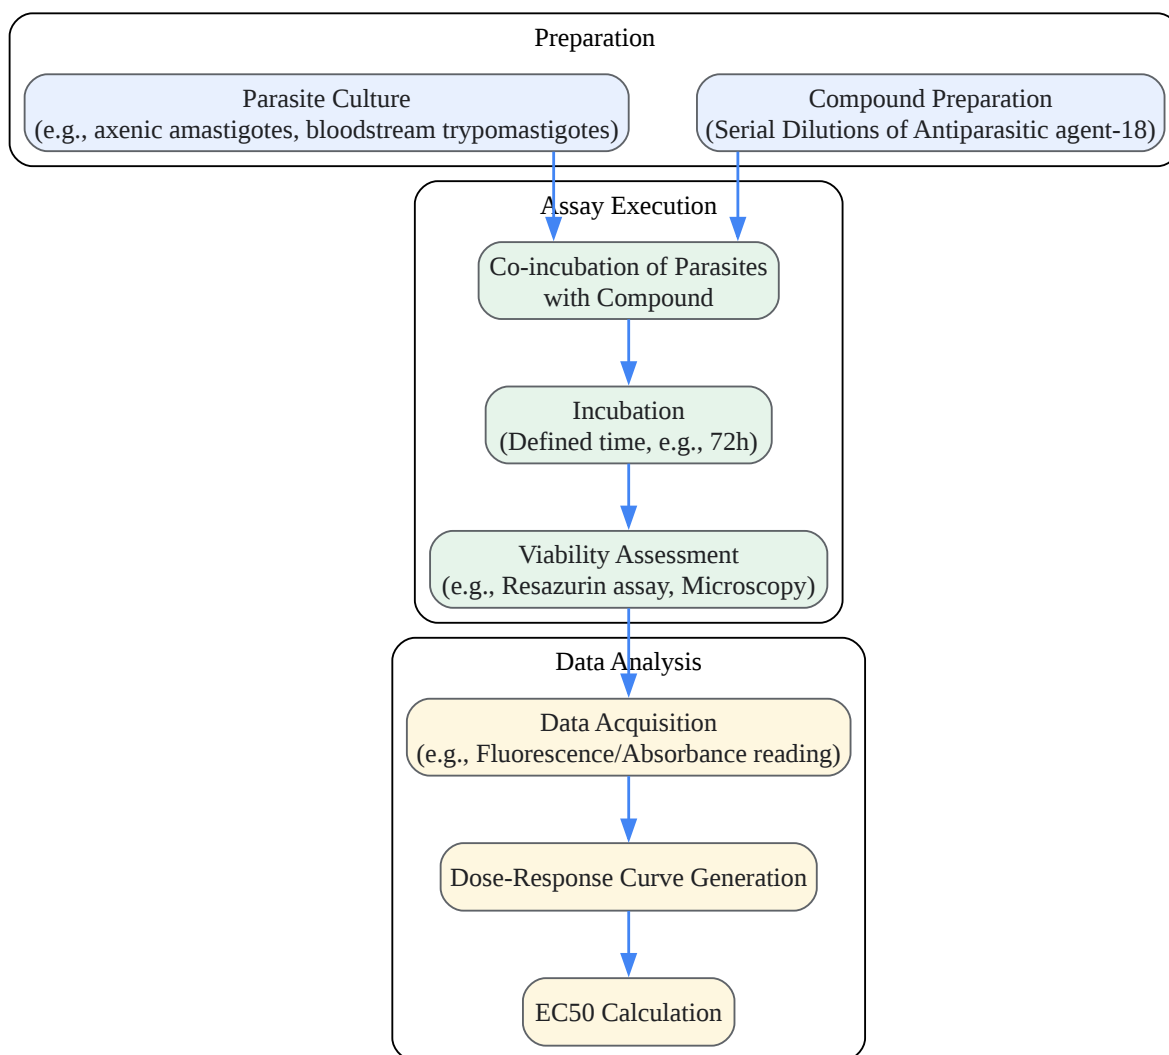 Preparation
Parasite Culture
(e.g., axenic amastigotes, bloodstream trypomastigotes)
Compound Preparation
(Serial Dilutions of Antiparasitic agent-18)
Assay Execution
Co-incubation of Parasites
with Compound
Incubation
(Defined time, e.g., 72h)
Viability Assessment
(e.g., Resazurin assay, Microscopy)
Data Analysis
Data Acquisition
(e.g., Fluorescence/Absorbance reading)
Dose-Response Curve Generation
EC50 Calculation